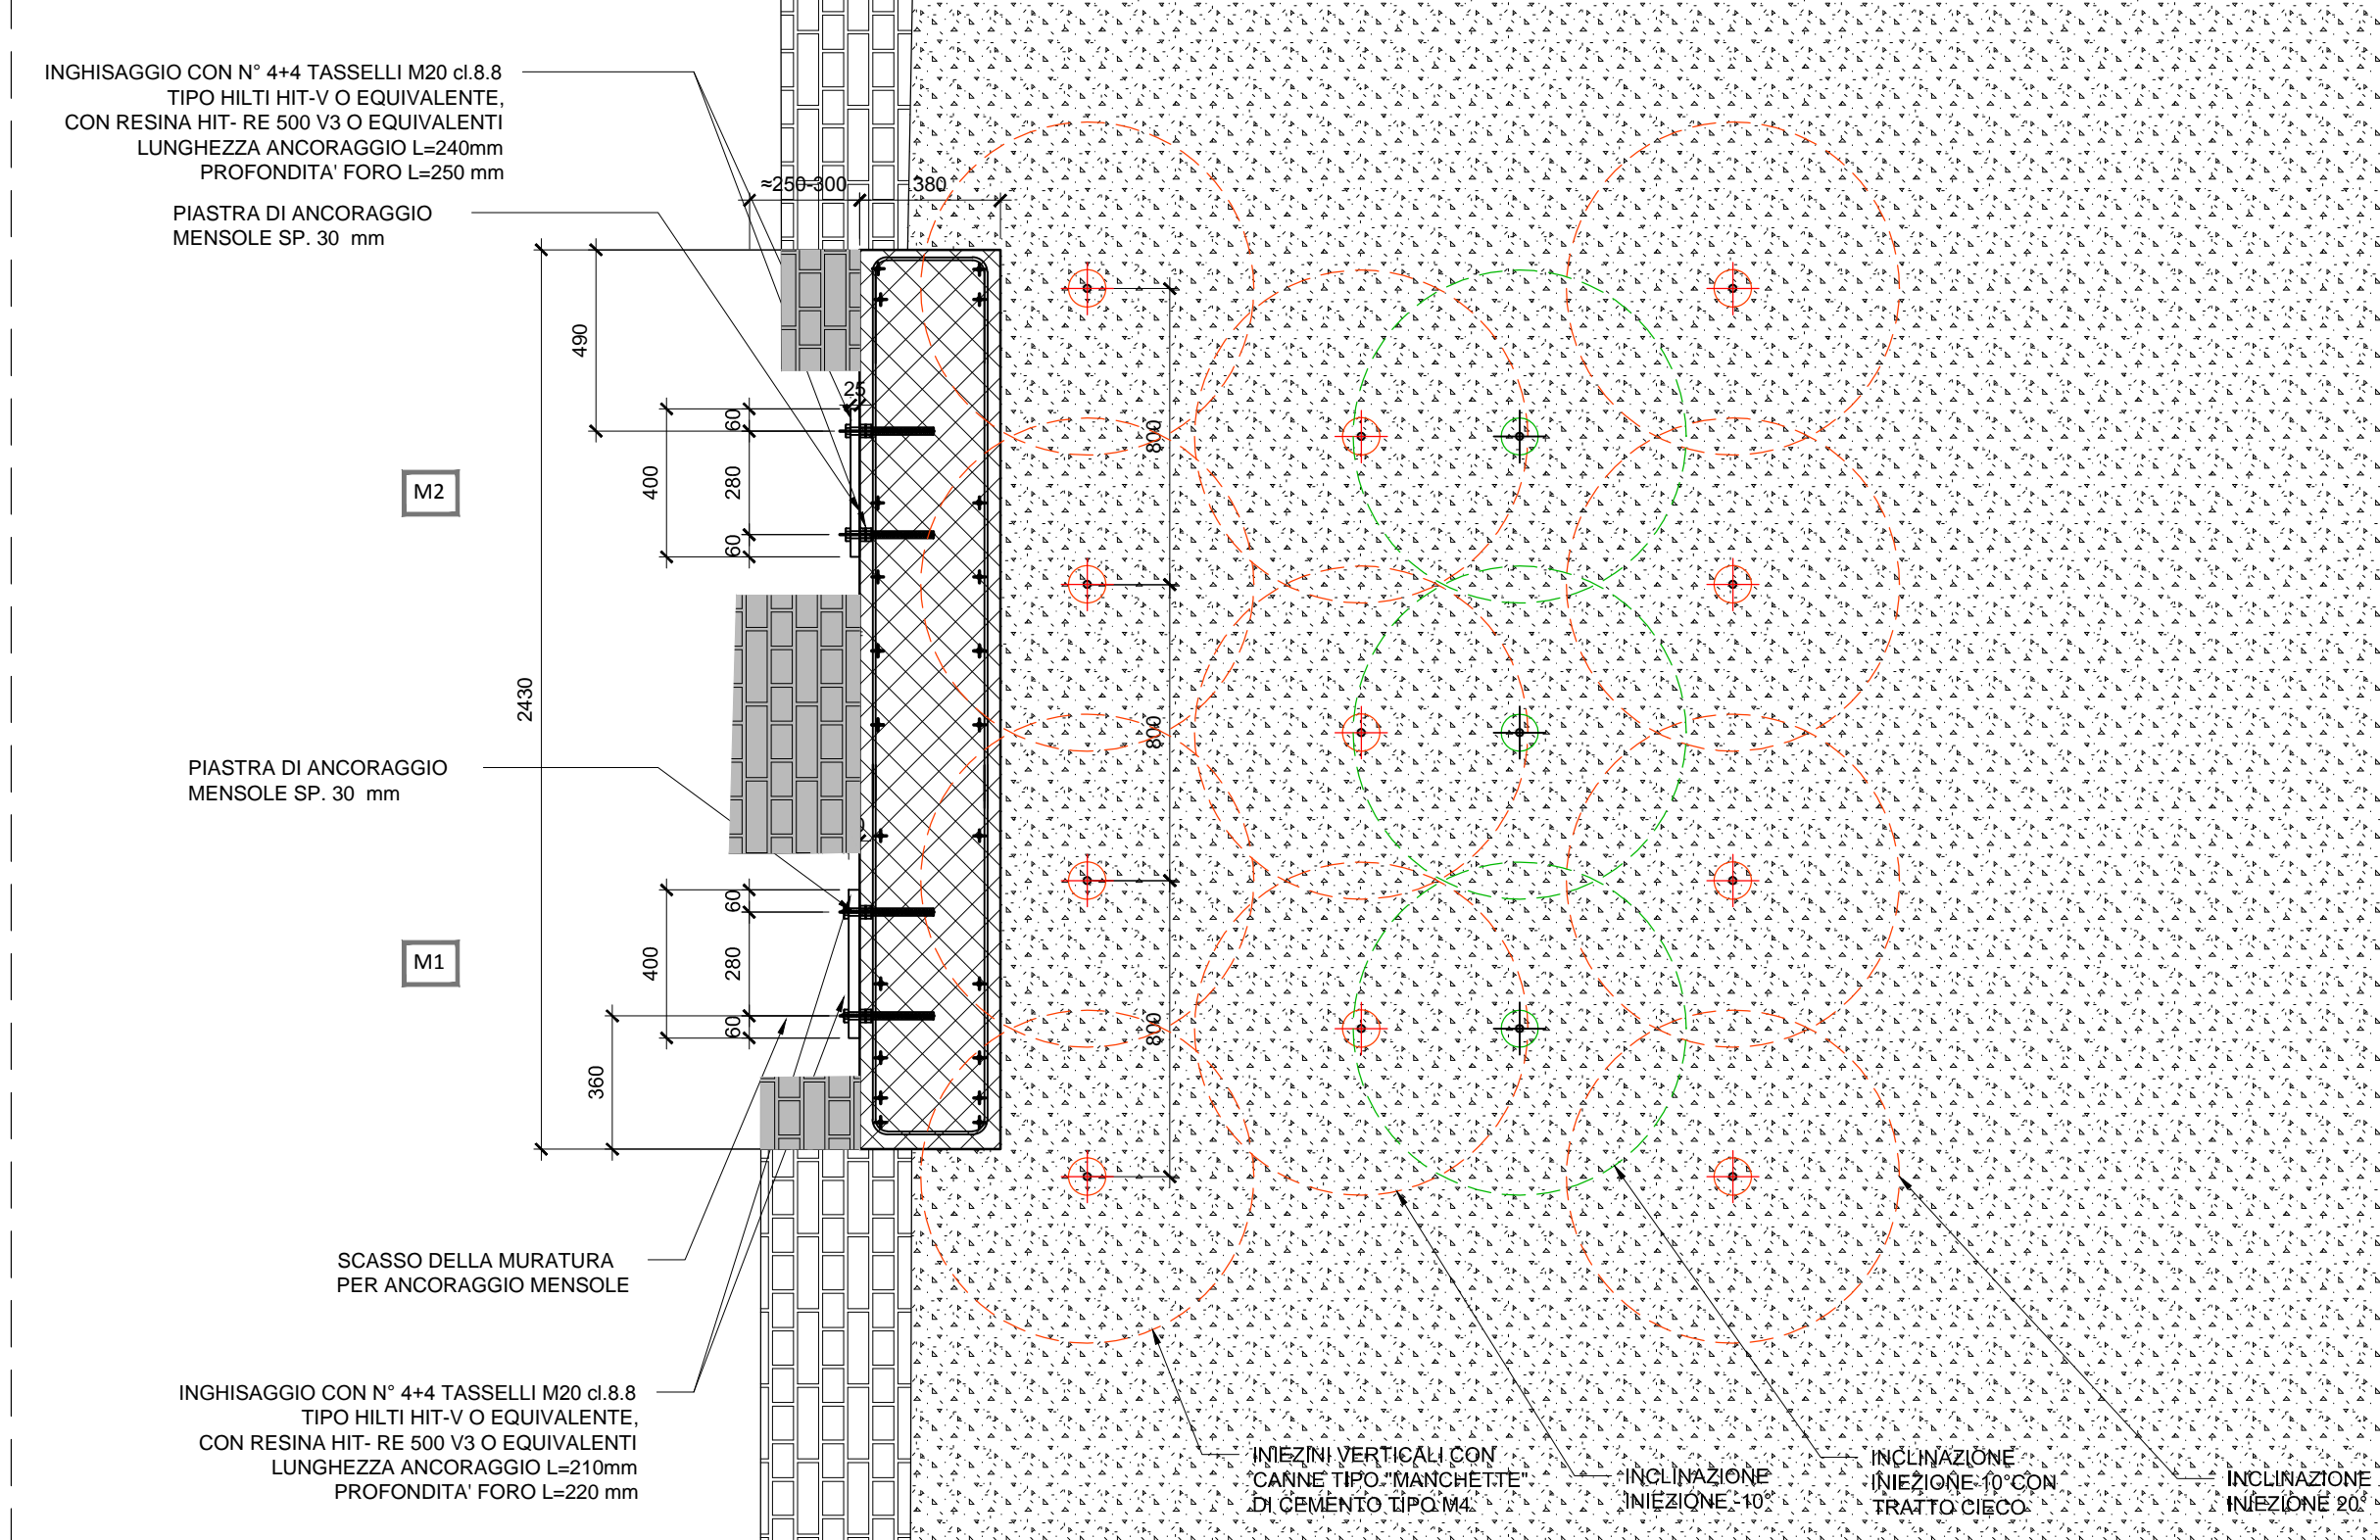 INGHISAGGIO CON N° 4+4 TASSELLI M20 cl.8.8
TIPO HILTI HIT-V O EQUIVALENTE,
CON RESINA HIT- RE 500 V3 O EQUIVALENTI
LUNGHEZZA ANCORAGGIO L=240mm
PROFONDITA' FORO L=250 mm
PIASTRA DI ANCORAGGIO
MENSOLE SP. 30 mm
≈250-300
380
490
25
60
400
280
60
M2
800
2430
800
PIASTRA DI ANCORAGGIO
MENSOLE SP. 30 mm
60
400
280
60
M1
360
800
SCASSO DELLA MURATURA
PER ANCORAGGIO MENSOLE
INGHISAGGIO CON N° 4+4 TASSELLI M20 cl.8.8
TIPO HILTI HIT-V O EQUIVALENTE,
CON RESINA HIT- RE 500 V3 O EQUIVALENTI
LUNGHEZZA ANCORAGGIO L=210mm
PROFONDITA' FORO L=220 mm
INIEZINI VERTICALI CON
CANNE TIPO "MANCHETTE"
DI CEMENTO TIPO M4
INCLINAZIONE
INIEZIONE -10°
INCLINAZIONE
INIEZIONE 10°CON
TRATTO CIECO
INCLINAZIONE
INIEZIONE 20°